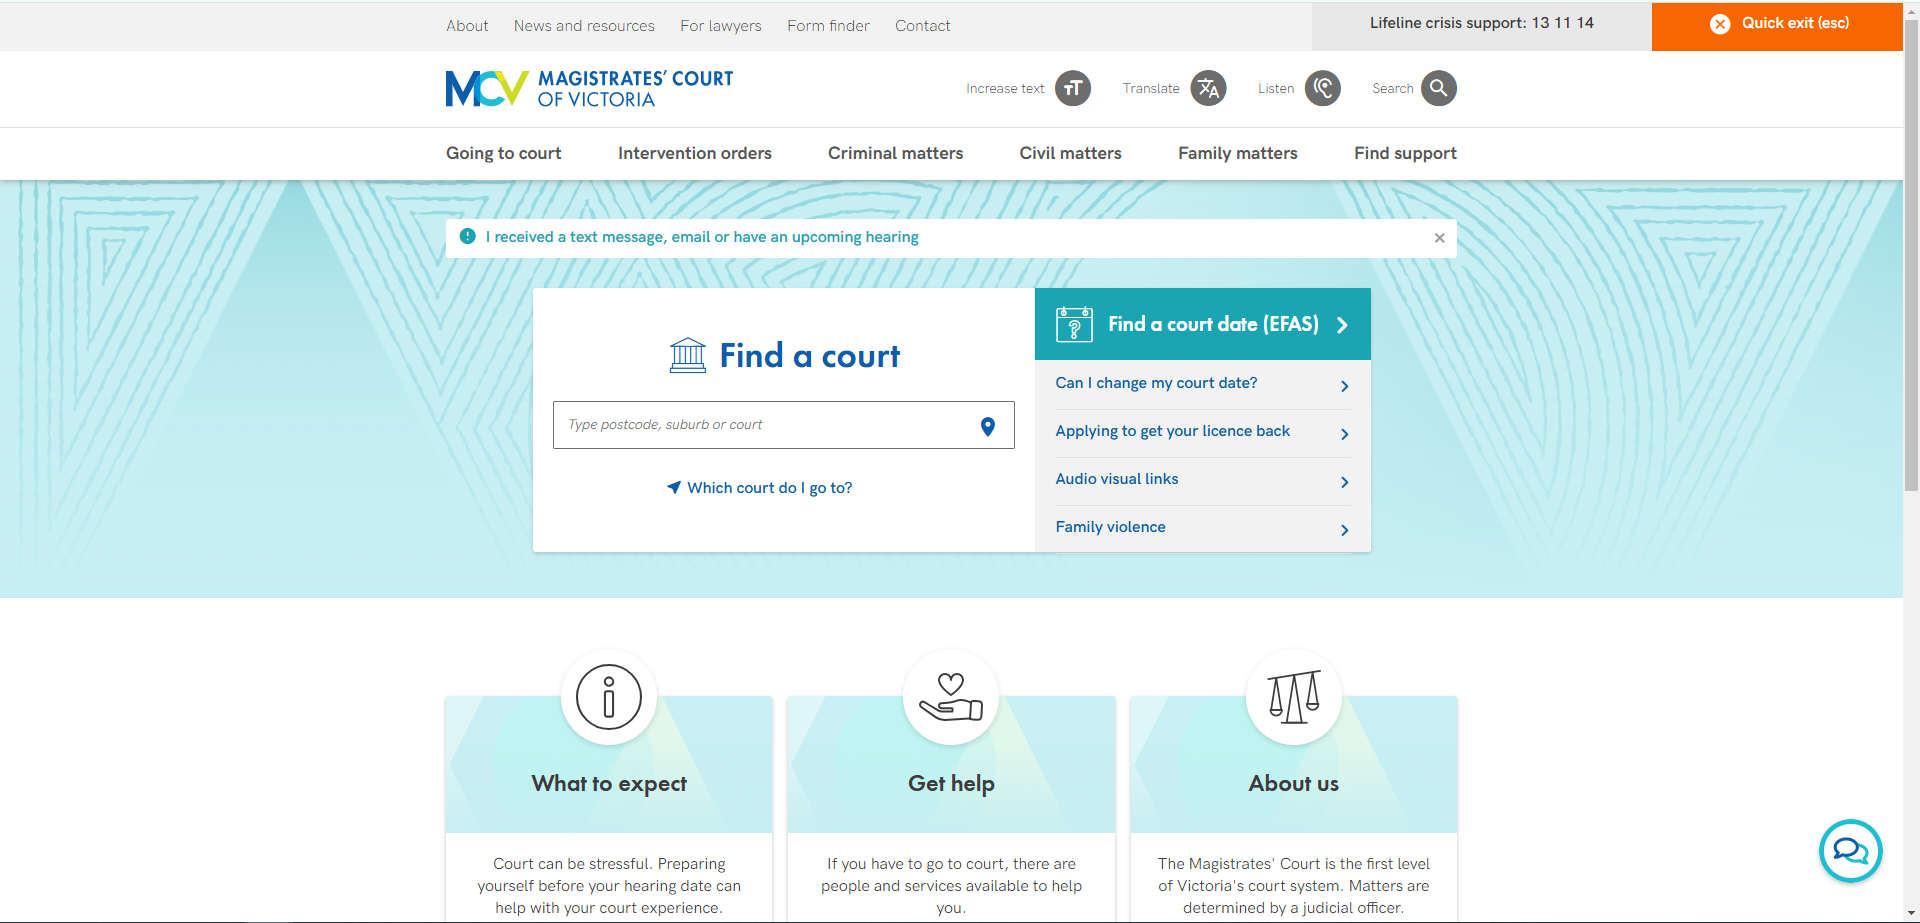 About News and resources For lawyers Form finder Contact
Lifeline crisis support: 13 11 14
Quick exit (esc)
MCV MAGISTRATES' COURT
OF VICTORIA
Increase text TT Translate Listen Search
Going to court Intervention orders Criminal matters Civil matters Family matters Find support
I received a text message, email or have an upcoming hearing
Find a court
Type postcode, suburb or court
Which court do I go to?
Find a court date (EFAS)
Can I change my court date?
Applying to get your licence back
Audio visual links
Family violence
What to expect
Court can be stressful. Preparing
yourself before your hearing date can
help with your court experience.
Get help
If you have to go to court, there are
people and services available to help
you.
About us
The Magistrates' Court is the first level
of Victoria's court system. Matters are
determined by a judicial officer.